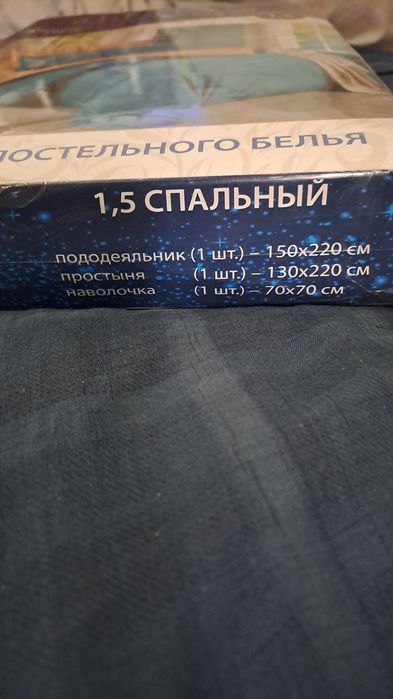 ПОСТЕЛЬНОГО БЕЛЬЯ
1,5 СПАЛЬНЫЙ
пододеяльник (1 шт.) – 150х220 см
простыня (1 шт.) – 130х220 см
наволочка (1 шт.) – 70х70 см